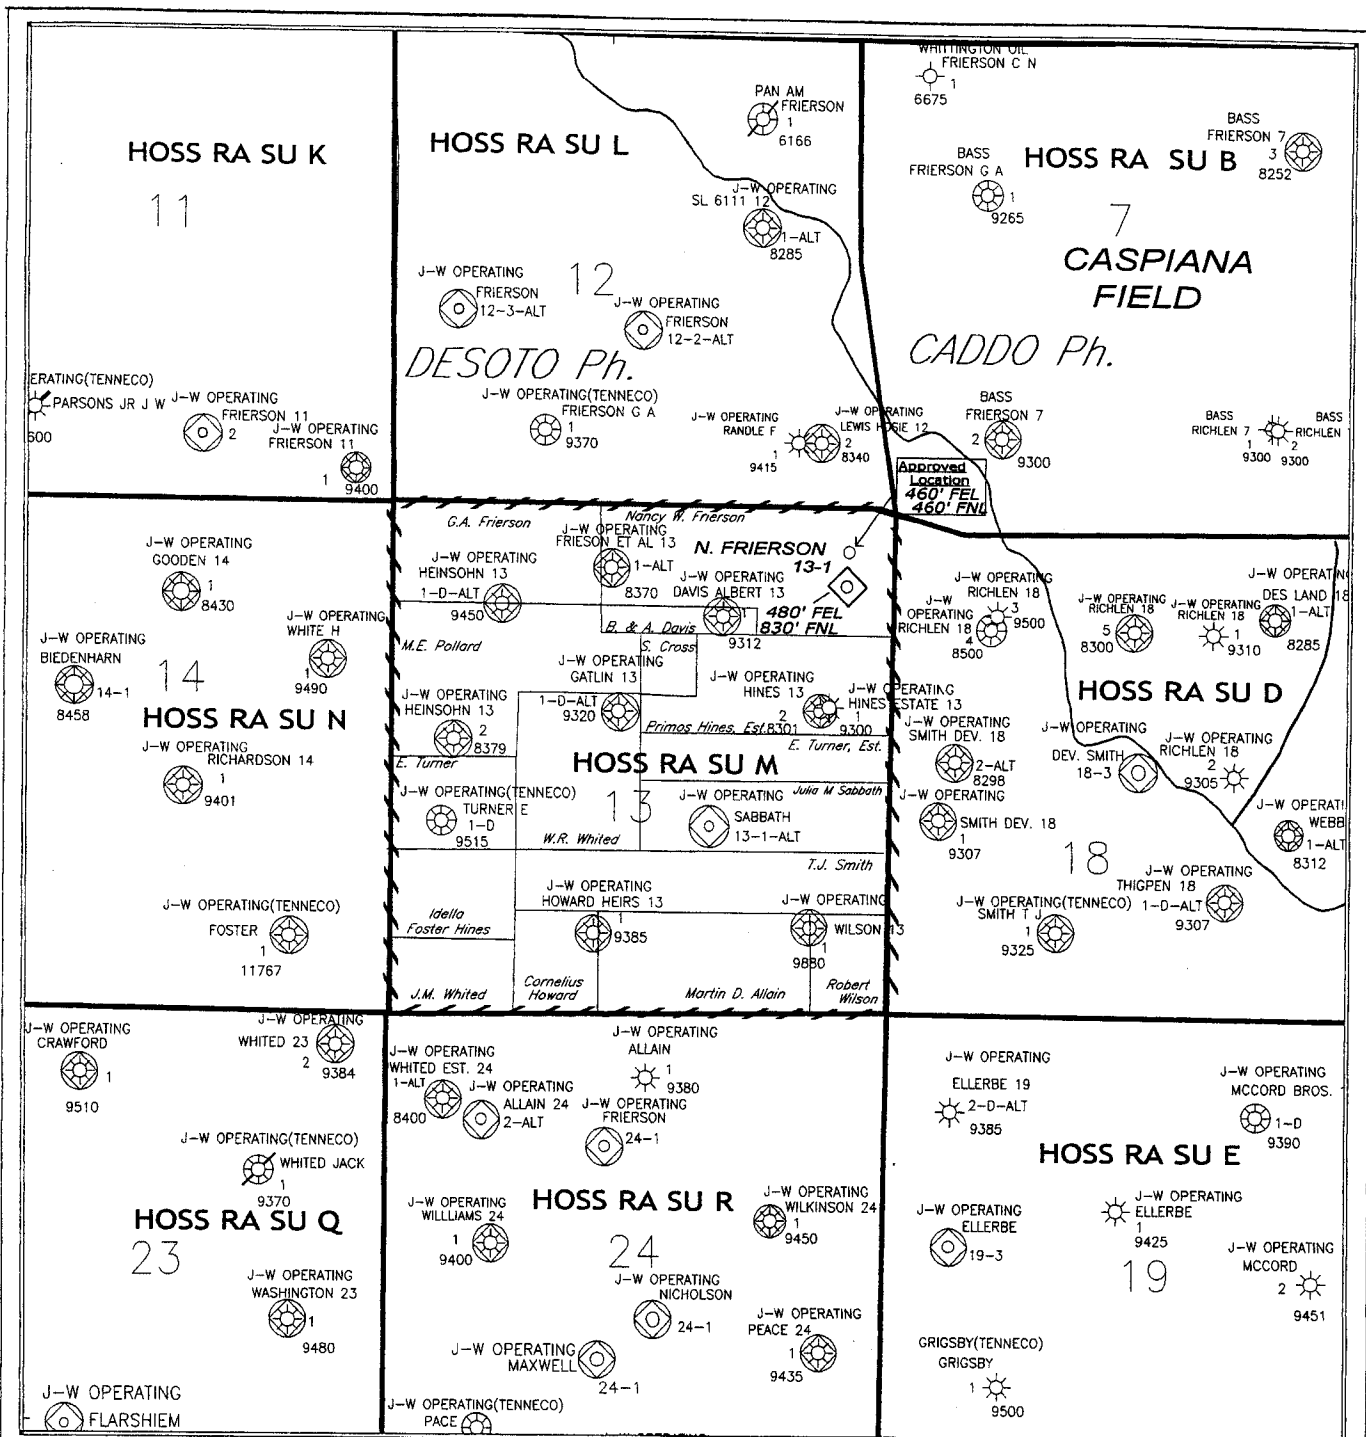 HOSS RA SU K
11
ERATING(TENNECO)
PARSONS JR J W
600
J-W OPERATING
FRIERSON 11
2
J-W OPERATING
FRIERSON 11
1 9400
HOSS RA SU L
PAN AM
FRIERSON
1
6166
J-W OPERATING
SL 6111 12
1-ALT
8285
12
J-W OPERATING
FRIERSON
12-3-ALT
J-W OPERATING
FRIERSON
12-2-ALT
DESOTO Ph.
J-W OPERATING(TENNECO)
FRIERSON G A
1
9370
J-W OPERATING
RANDLE F
1
9415
J-W OPERATING
LEWIS HOSIE 12
2
8340
WHITTINGTON OIL
FRIERSON C N
1
6675
BASS
FRIERSON 7
3
8252
BASS
FRIERSON G A
1
9265
HOSS RA SU B
7
CASPIANA
FIELD
CADDO Ph.
BASS
FRIERSON 7
2
9300
BASS
RICHLEN 7
1
9300
BASS
RICHLEN
2
9300
Approved
Location
460' FEL
460' FNL
J-W OPERATING
GOODEN 14
1
8430
J-W OPERATING
WHITE H
1
9490
J-W OPERATING
BIEDENHARN
14-1
8458
14
HOSS RA SU N
J-W OPERATING
RICHARDSON 14
1
9401
J-W OPERATING(TENNECO)
FOSTER
1
11767
G.A. Frierson
Nancy W. Frierson
J-W OPERATING
FRIESON ET AL 13
1-ALT
8370
N. FRIERSON
13-1
J-W OPERATING
HEINSOHN 13
1-D-ALT
9450
J-W OPERATING
DAVIS ALBERT 13
1
9312
480' FEL
830' FNL
B. & A. Davis
M.E. Pollard
S. Cross
J-W OPERATING
GATLIN 13
1-D-ALT
9320
J-W OPERATING
HINES 13
2
8301
J-W OPERATING
HINES ESTATE 13
1
9300
J-W OPERATING
HEINSOHN 13
2
8379
Primos Hines, Est.
E. Turner, Est.
E. Turner
HOSS RA SU M
13
J-W OPERATING(TENNECO)
TURNER E
1-D
9515
J-W OPERATING
SABBATH
13-1-ALT
Julia M Sabbath
W.R. Whited
T.J. Smith
J-W OPERATING
HOWARD HEIRS 13
1
9385
J-W OPERATING
WILSON 13
1
9880
Idella
Foster Hines
J.M. Whited
Cornelius
Howard
Martin D. Allain
Robert
Wilson
J-W OPERATING
RICHLEN 18
3
9500
J-W
OPERATING
RICHLEN 18
4
8500
J-W OPERATING
RICHLEN 18
5
8300
J-W OPERATING
RICHLEN 18
1
9310
J-W OPERATIN
DES LAND 18
1-ALT
8285
HOSS RA SU D
J-W OPERATING
SMITH DEV. 18
2-ALT
8298
J-W OPERATING
DEV. SMITH
18-3
J-W OPERATING
RICHLEN 18
2
9305
J-W OPERATING
SMITH DEV. 18
1
9307
J-W OPERATI
WEBB
1-ALT
8312
18
J-W OPERATING
THIGPEN 18
1-D-ALT
9307
J-W OPERATING(TENNECO)
SMITH T J
1
9325
J-W OPERATING
CRAWFORD
1
9510
J-W OPERATING
WHITED 23
2
9384
J-W OPERATING(TENNECO)
WHITED JACK
1
9370
HOSS RA SU Q
23
J-W OPERATING
WASHINGTON 23
1
9480
J-W OPERATING
FLARSHIEM
J-W OPERATING
WHITED EST. 24
1-ALT
8400
J-W OPERATING
ALLAIN 24
2-ALT
J-W OPERATING
ALLAIN
1
9380
J-W OPERATING
FRIERSON
24-1
J-W OPERATING
WILLLIAMS 24
1
9400
HOSS RA SU R
24
J-W OPERATING
WILKINSON 24
1
9450
J-W OPERATING
NICHOLSON
24-1
J-W OPERATING
PEACE 24
1
9435
J-W OPERATING
MAXWELL
24-1
J-W OPERATING(TENNECO)
PACE
J-W OPERATING
ELLERBE 19
2-D-ALT
9385
J-W OPERATING
MCCORD BROS.
1-D
9390
HOSS RA SU E
J-W OPERATING
ELLERBE
19-3
J-W OPERATING
ELLERBE
1
9425
19
J-W OPERATING
MCCORD
2
9451
GRIGSBY(TENNECO)
GRIGSBY
1
9500